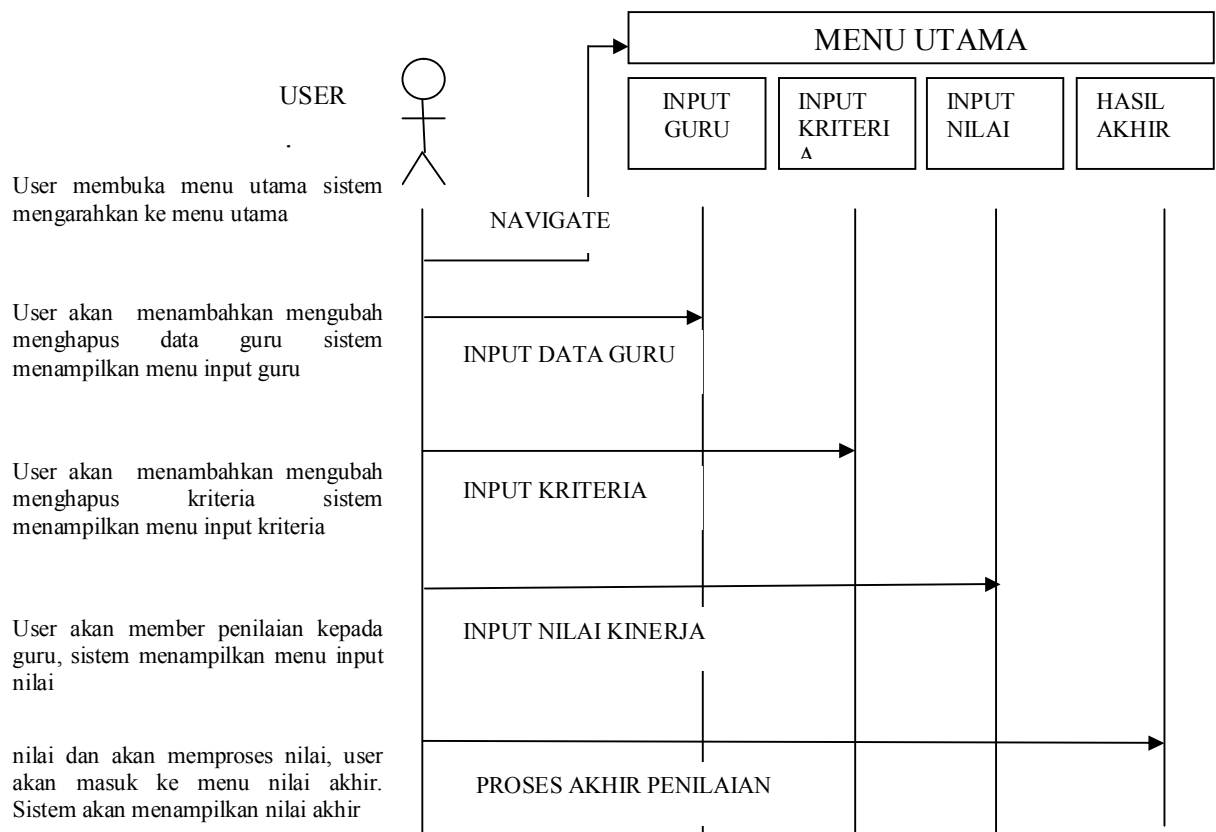 MENU UTAMA
USER
INPUT
GURU
INPUT
KRITERI
A
INPUT
NILAI
HASIL
AKHIR
.
User membuka menu utama sistem
mengarahkan ke menu utama
NAVIGATE
User akan menambahkan mengubah
menghapus data guru sistem
menampilkan menu input guru
INPUT DATA GURU
User akan menambahkan mengubah
menghapus kriteria sistem
menampilkan menu input kriteria
INPUT KRITERIA
User akan member penilaian kepada
guru, sistem menampilkan menu input
nilai
INPUT NILAI KINERJA
nilai dan akan memproses nilai, user
akan masuk ke menu nilai akhir.
Sistem akan menampilkan nilai akhir
PROSES AKHIR PENILAIAN